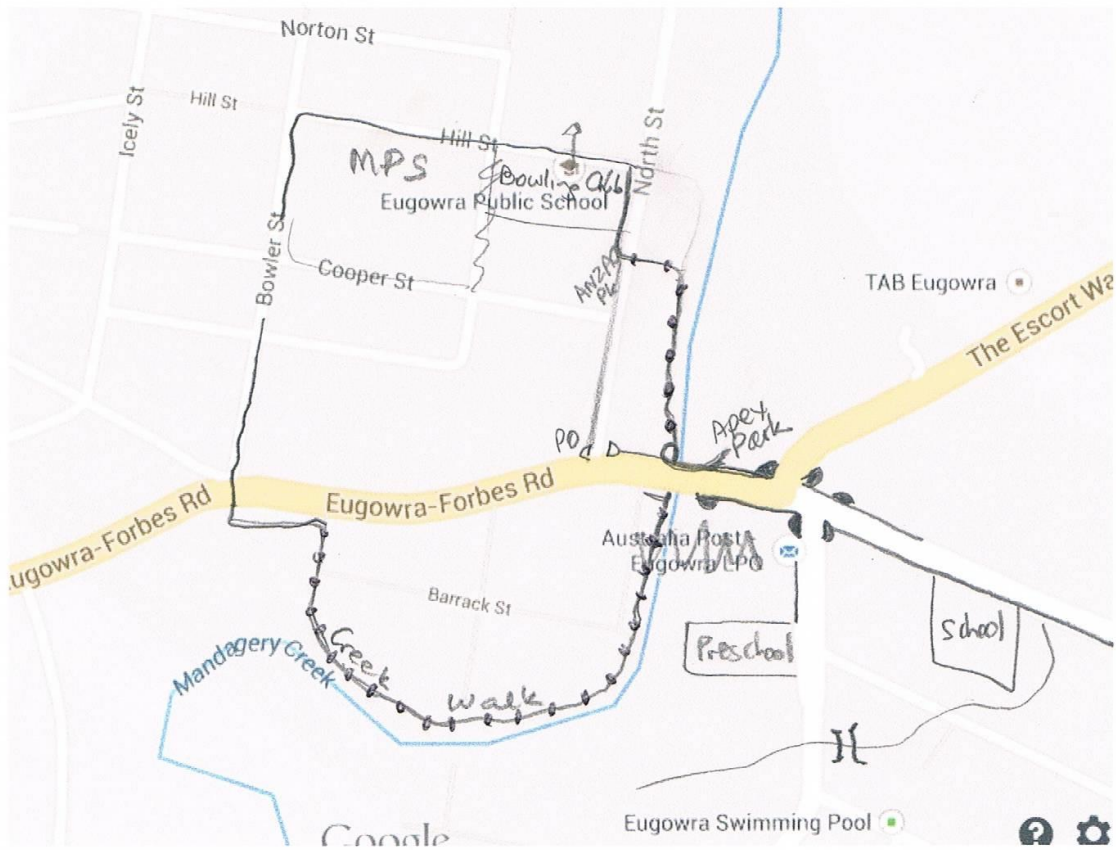 Norton St
Hill St
Icely St
Hill St
North St
MPS
Bowling Club
Eugowra Public School
Bowler St
Cooper St
ANZAC
PL
TAB Eugowra
The Escort Wa
Apex
Park
PO
Eugowra-Forbes Rd
Eugowra-Forbes Rd
Australia Post -
Eugowra LPO
Barrack St
Preschool
School
Mandagery Creek
Creek
Walk
Google
Eugowra Swimming Pool
?